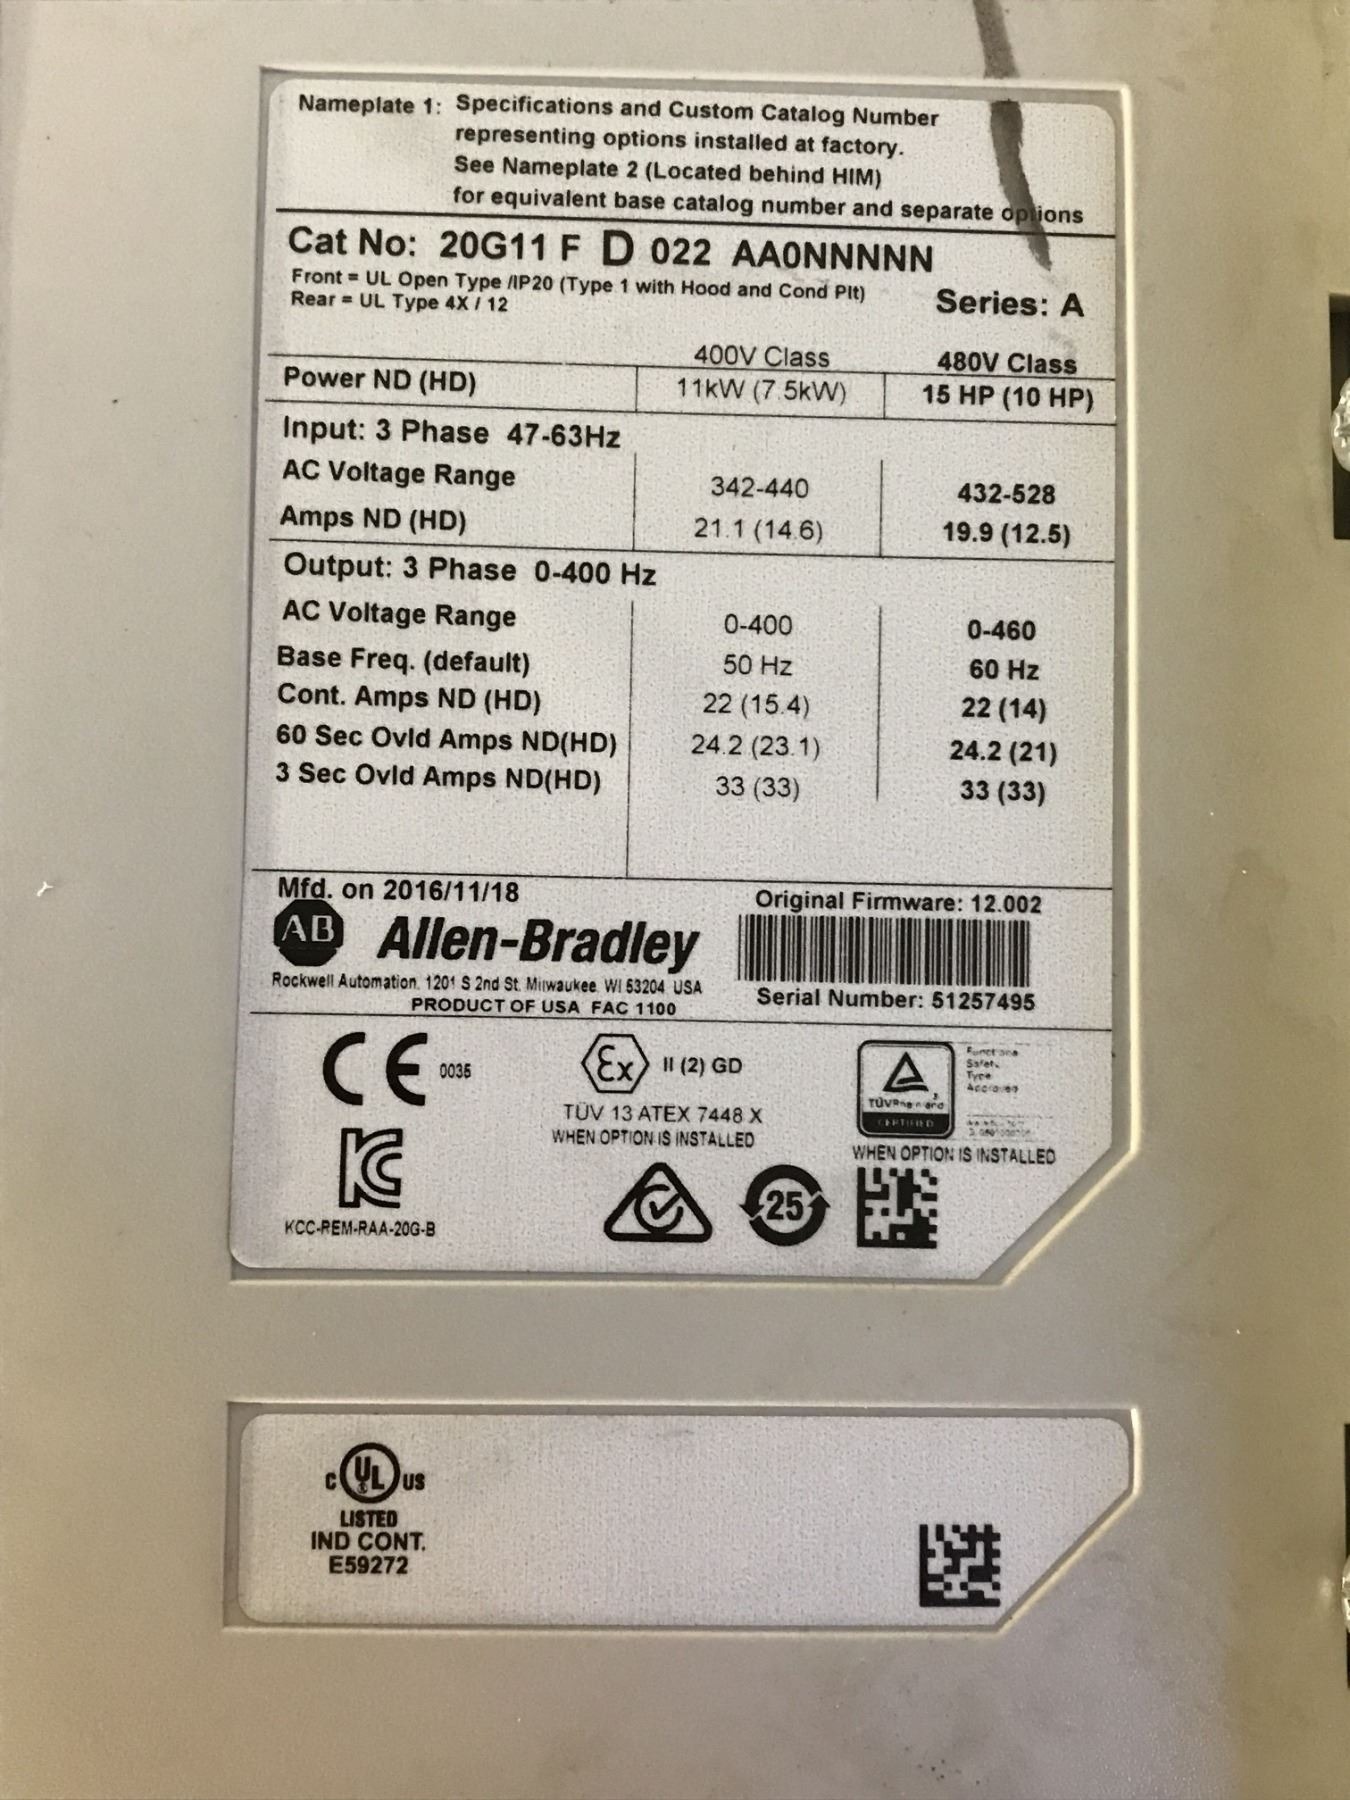 Nameplate 1: Specifications and Custom Catalog Number
representing options installed at factory.
See Nameplate 2 (Located behind HIM)
for equivalent base catalog number and separate options
Cat No: 20G11 F D 022 AA0NNNNN
Front = UL Open Type /IP20 (Type 1 with Hood and Cond Plt)
Rear = UL Type 4X / 12
Series: A
400V Class 480V Class
Power ND (HD) 11kW (7.5kW) 15 HP (10 HP)
Input: 3 Phase 47-63Hz
AC Voltage Range 342-440 432-528
Amps ND (HD) 21.1 (14.6) 19.9 (12.5)
Output: 3 Phase 0-400 Hz
AC Voltage Range 0-400 0-460
Base Freq. (default) 50 Hz 60 Hz
Cont. Amps ND (HD) 22 (15.4) 22 (14)
60 Sec Ovld Amps ND(HD) 24.2 (23.1) 24.2 (21)
3 Sec Ovld Amps ND(HD) 33 (33) 33 (33)
Mfd. on 2016/11/18
Original Firmware: 12.002
AB Allen-Bradley
Rockwell Automation, 1201 S 2nd St. Milwaukee, WI 53204 USA
PRODUCT OF USA FAC 1100
Serial Number: 51257495
CE 0035
Ex II (2) GD
TÜV 13 ATEX 7448 X
WHEN OPTION IS INSTALLED
TÜVRheinland
CERTIFIED
Functional
Safety
Type
Approved
WHEN OPTION IS INSTALLED
KC
KCC-REM-RAA-20G-B
25
C UL US
LISTED
IND CONT.
E59272